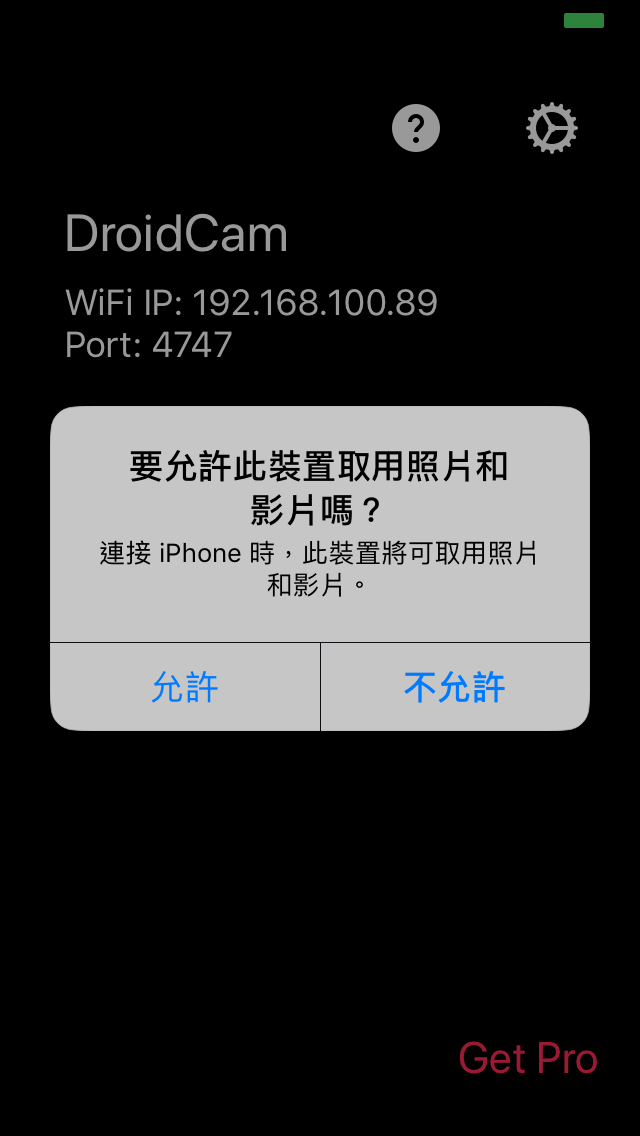 DroidCam
WiFi IP: 192.168.100.89
Port: 4747
要允許此裝置取用照片和
影片嗎？
連接 iPhone 時，此裝置將可取用照片
和影片。
允許
不允許
Get Pro